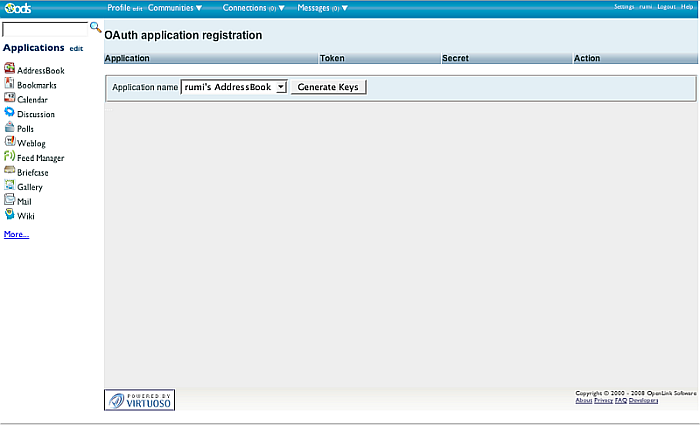 ods
Profile edit Communities ▼ Connections (0) ▼ Messages (0) ▼ Settings rumi Logout Help
Applications edit
AddressBook
Bookmarks
Calendar
Discussion
Polls
Weblog
Feed Manager
Briefcase
Gallery
Mail
Wiki
More...
OAuth application registration
Application Token Secret Action
Application name rumi's AddressBook Generate Keys
POWERED BY
VIRTUOSO
Copyright © 2000 - 2008 OpenLink Software
About Privacy FAQ Developers